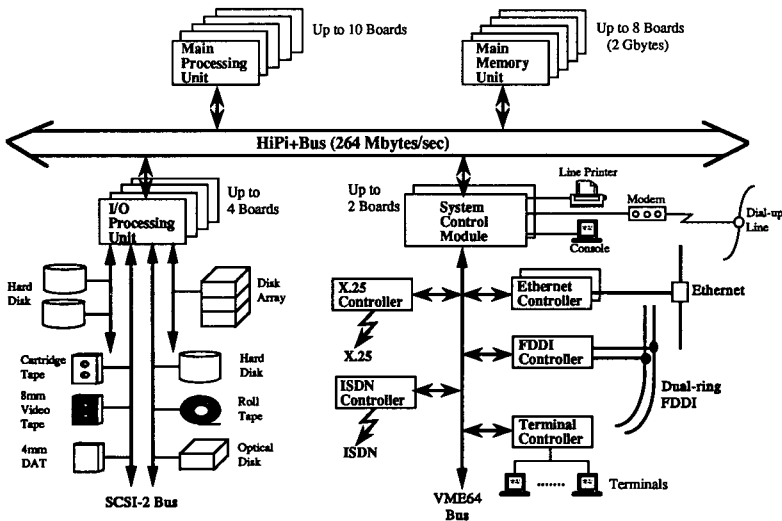 Main
Processing
Unit
Up to 10 Boards
Main
Memory
Unit
Up to 8 Boards
(2 Gbytes)
HiPi+Bus (264 Mbytes/sec)
I/O
Processing
Unit
Up to
4 Boards
Up to
2 Boards
System
Control
Module
Line Printer
Modem
Console
Dial-up
Line
Hard
Disk
Disk
Array
Cartridge
Tape
Hard
Disk
8mm
Video
Tape
Roll
Tape
4mm
DAT
Optical
Disk
SCSI-2 Bus
X.25
Controller
X.25
Ethernet
Controller
Ethernet
FDDI
Controller
Dual-ring
FDDI
ISDN
Controller
ISDN
Terminal
Controller
Terminals
VME64
Bus